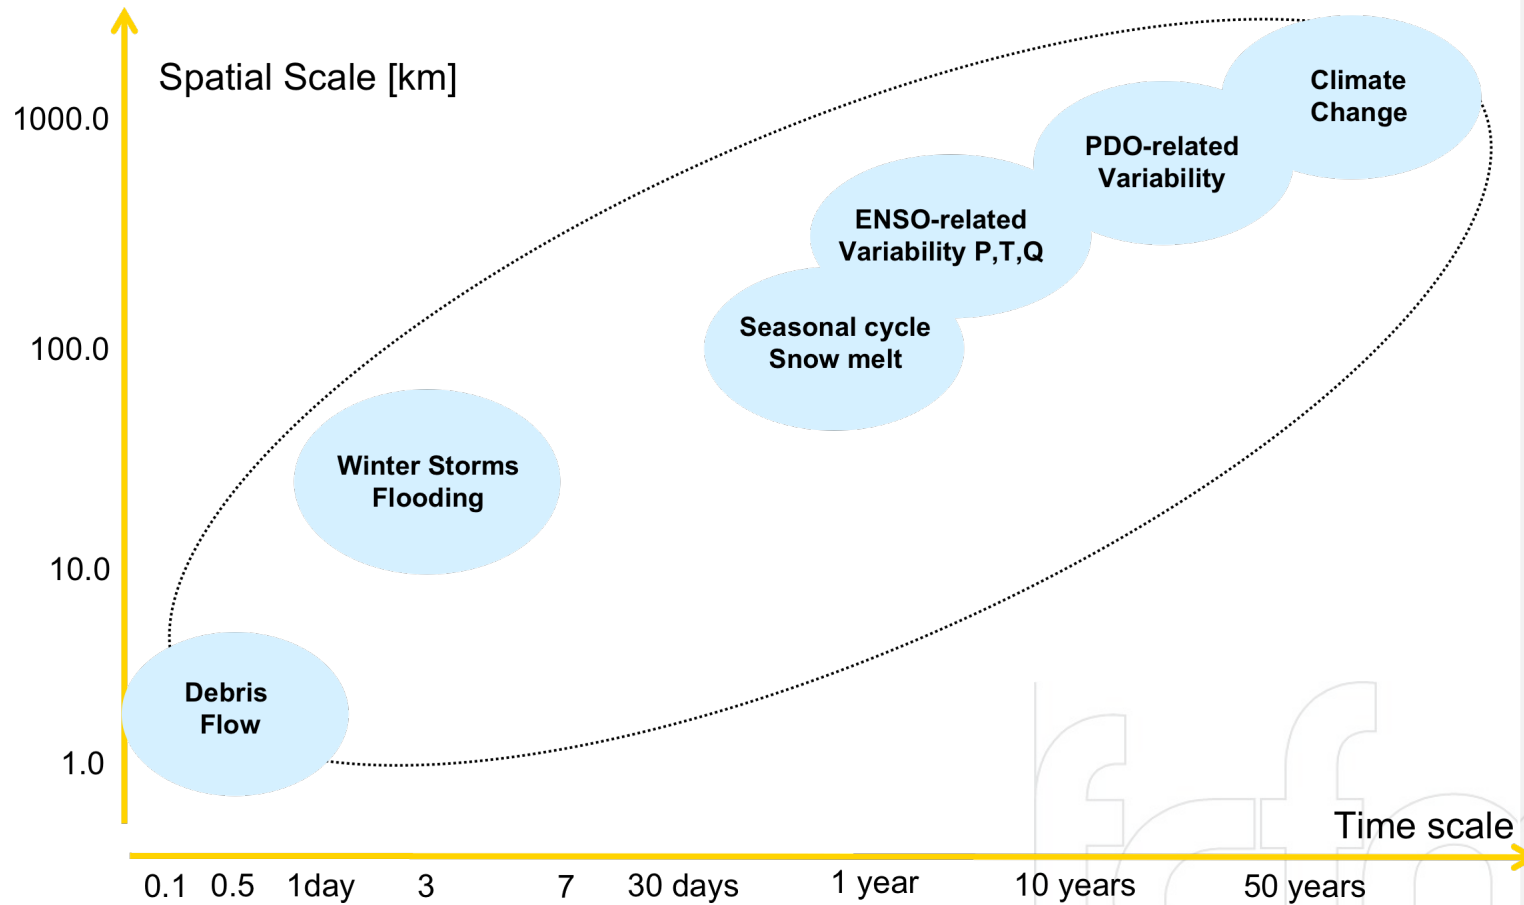 Spatial Scale [km]
1000.0
100.0
10.0
1.0
Climate
Change
PDO-related
Variability
ENSO-related
Variability P,T,Q
Seasonal cycle
Snow melt
Winter Storms
Flooding
Debris
Flow
Time scale
0.1 0.5 1day 3 7 30 days 1 year 10 years 50 years